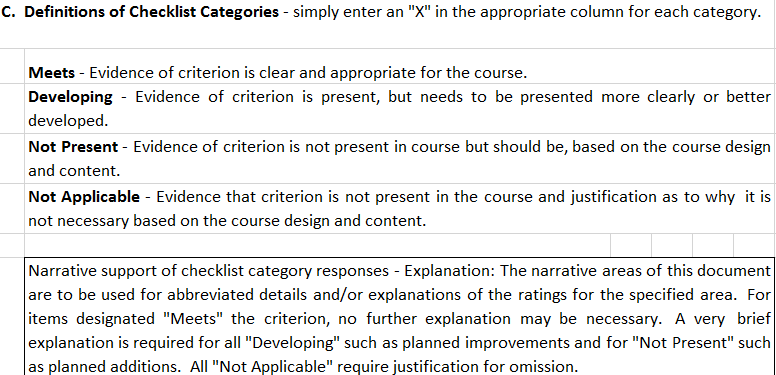 C. Definitions of Checklist Categories - simply enter an "X" in the appropriate column for each category.
Meets - Evidence of criterion is clear and appropriate for the course.
Developing - Evidence of criterion is present, but needs to be presented more clearly or better
developed.
Not Present - Evidence of criterion is not present in course but should be, based on the course design
and content.
Not Applicable - Evidence that criterion is not present in the course and justification as to why it is
not necessary based on the course design and content.
Narrative support of checklist category responses - Explanation: The narrative areas of this document
are to be used for abbreviated details and/or explanations of the ratings for the specified area. For
items designated "Meets" the criterion, no further explanation may be necessary. A very brief
explanation is required for all "Developing" such as planned improvements and for "Not Present" such
as planned additions. All "Not Applicable" require justification for omission.